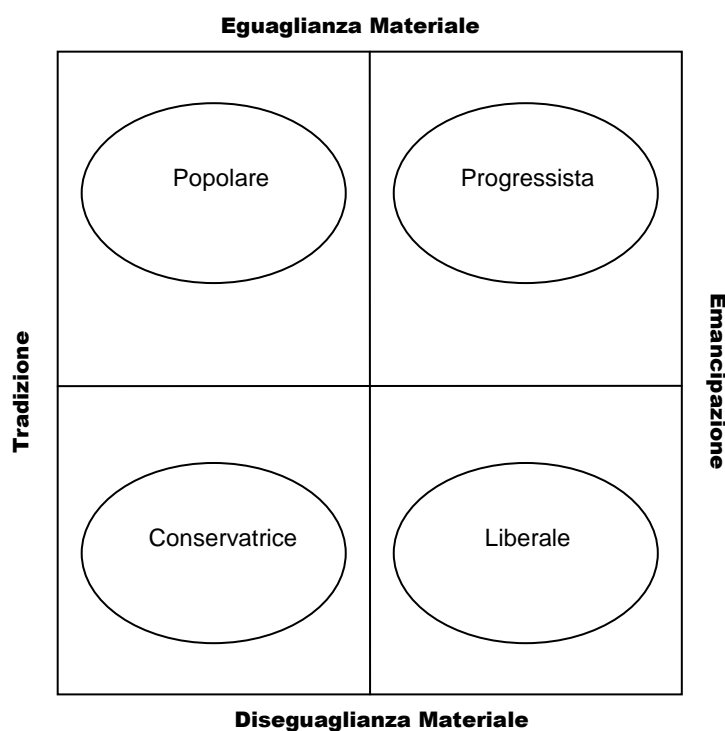 Eguaglianza Materiale
Popolare
Progressista
Tradizione
Emancipazione
Conservatrice
Liberale
Diseguaglianza Materiale